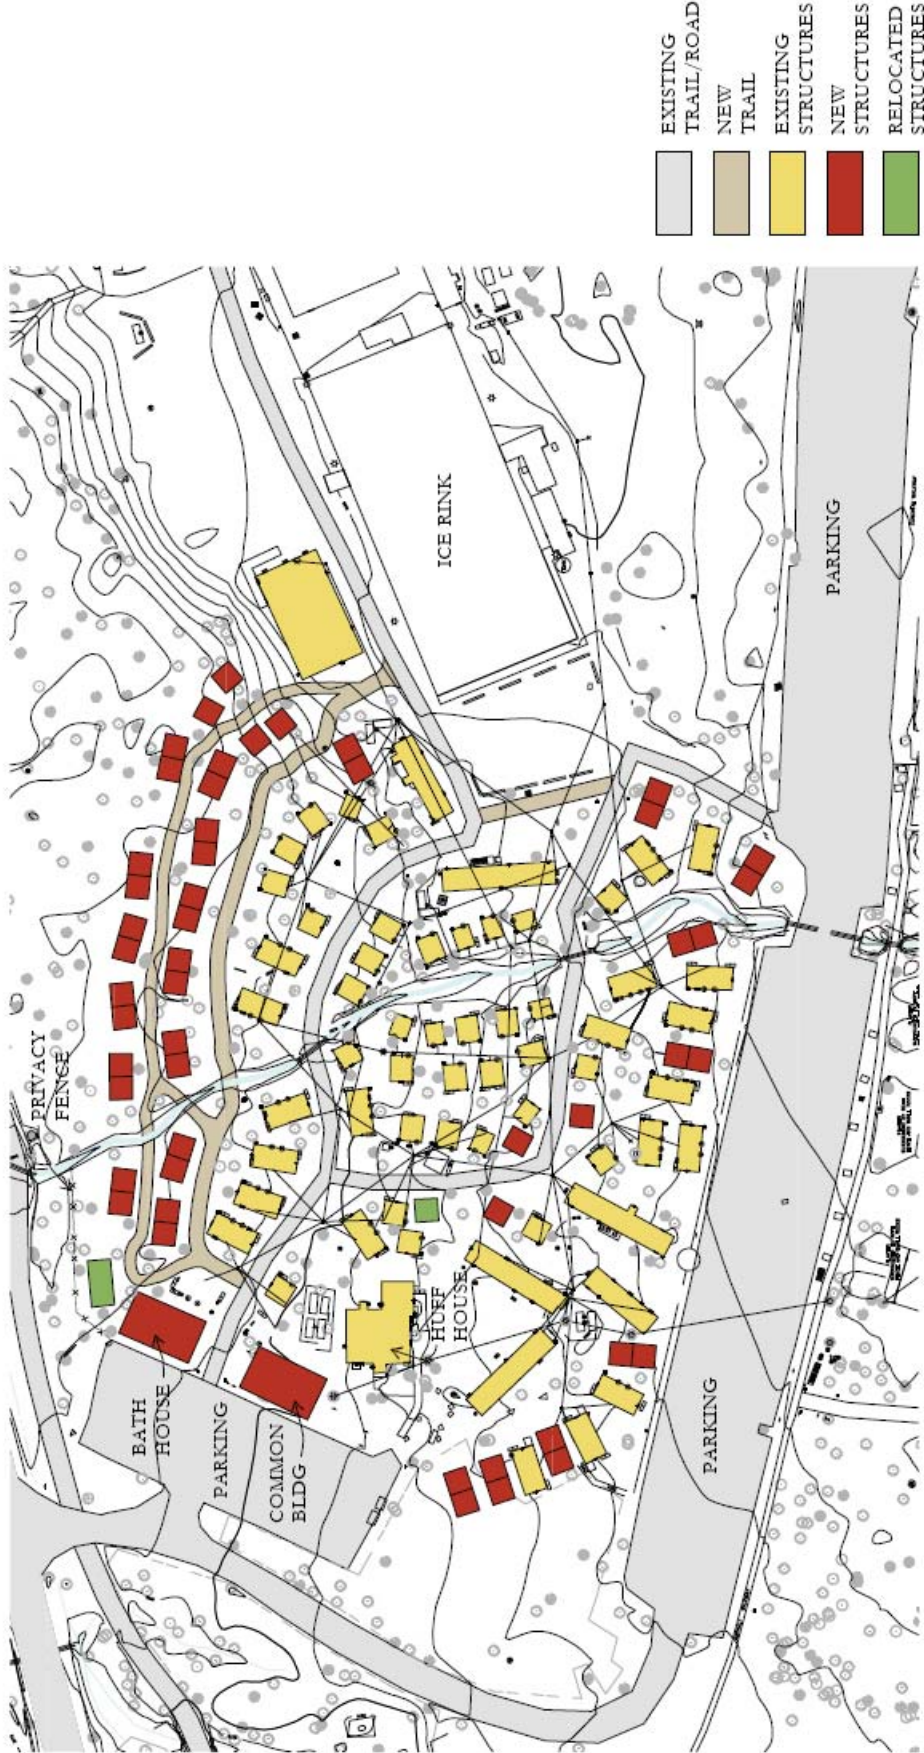 PRIVACY
FENCE
BATH
HOUSE
PARKING
COMMON
BLDG
HUFF
HOUSE
ICE RINK
PARKING
PARKING
EXISTING
TRAIL/ROAD
NEW
TRAIL
EXISTING
STRUCTURES
NEW
STRUCTURES
RELOCATED
STRUCTURES